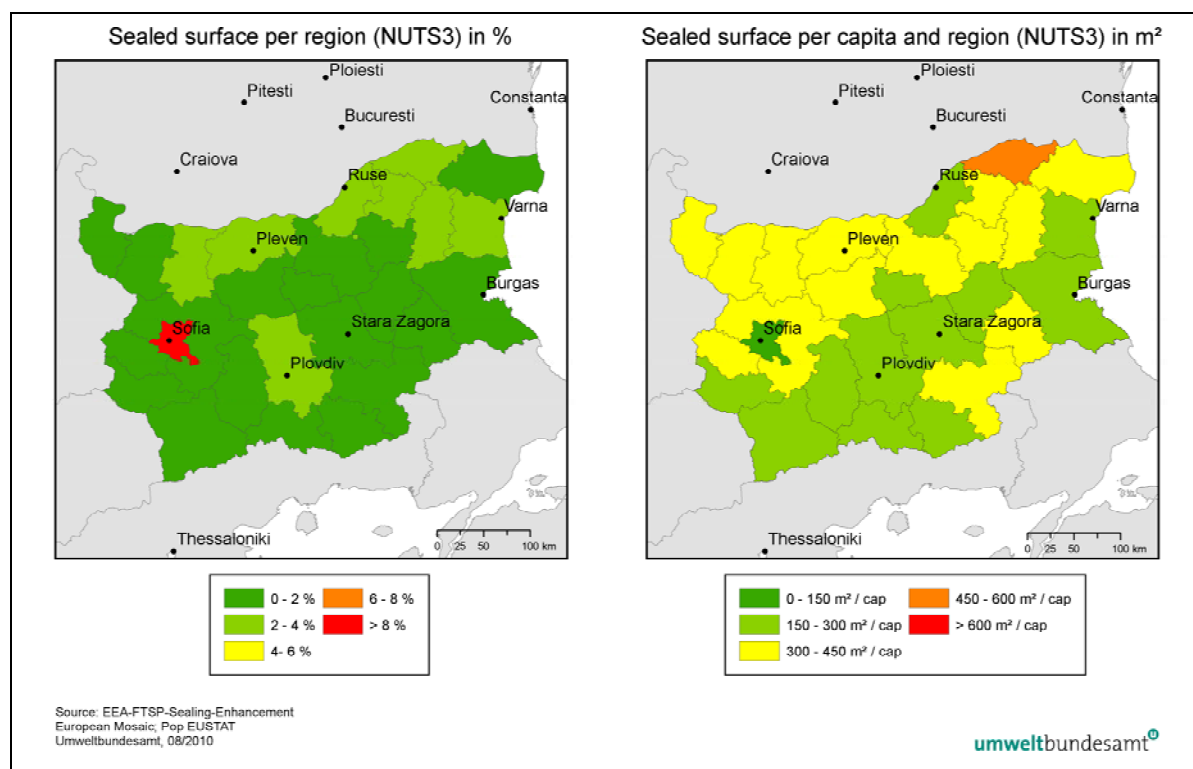 Sealed surface per region (NUTS3) in %
Ploiesti
Pitesti
Constanta
Bucuresti
Craiova
Ruse
Varna
Pleven
Burgas
Sofia
Stara Zagora
Plovdiv
Thessaloniki
0 25 50 100 km
0 - 2 % 6 - 8 %
2 - 4 % > 8 %
4- 6 %
Sealed surface per capita and region (NUTS3) in m²
Ploiesti
Pitesti
Constanta
Bucuresti
Craiova
Ruse
Varna
Pleven
Burgas
Sofia
Stara Zagora
Plovdiv
Thessaloniki
0 25 50 100 km
0 - 150 m² / cap 450 - 600 m² / cap
150 - 300 m² / cap > 600 m² / cap
300 - 450 m² / cap
Source: EEA-FTSP-Sealing-Enhancement
European Mosaic; Pop EUSTAT
Umweltbundesamt, 08/2010
umweltbundesamt